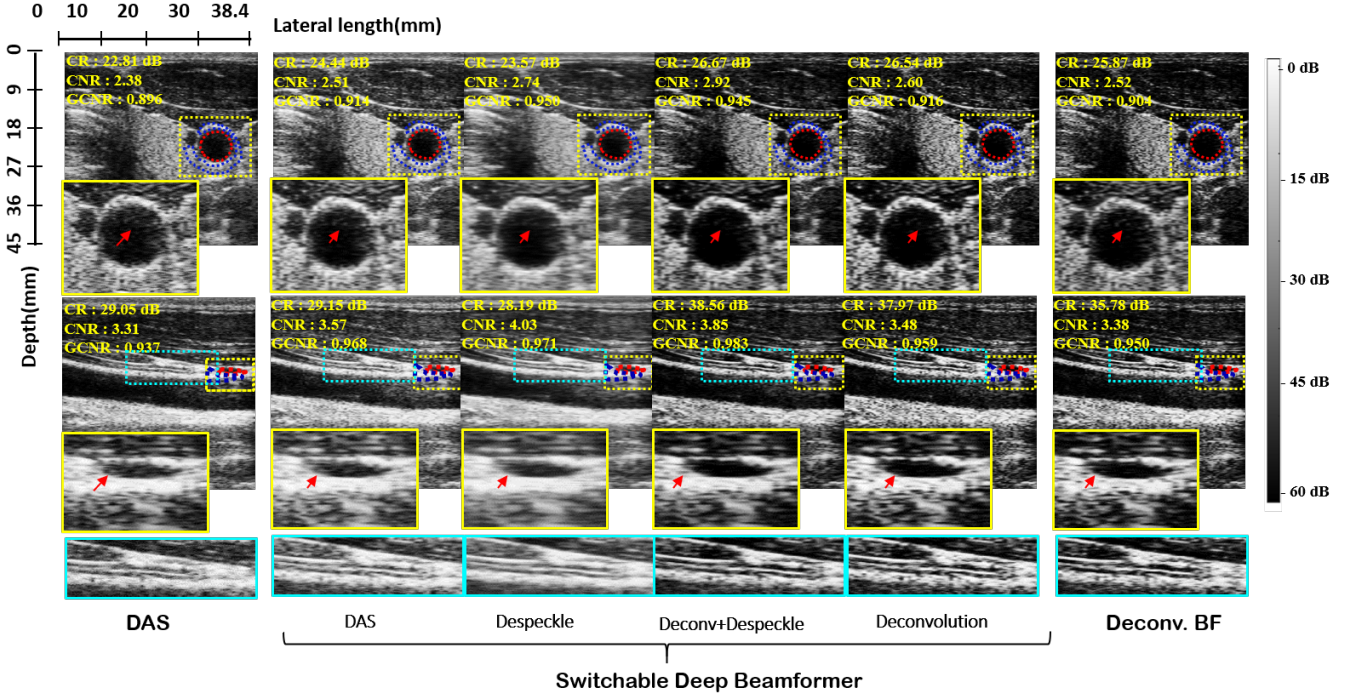 0 10 20 30 38.4
Lateral length(mm)
0
9
18
27
36
45
Depth(mm)
CR : 22.81 dB
CNR : 2.38
GCNR : 0.896
CR : 24.44 dB
CNR : 2.51
GCNR : 0.914
CR : 23.57 dB
CNR : 2.74
GCNR : 0.950
CR : 26.67 dB
CNR : 2.92
GCNR : 0.945
CR : 26.54 dB
CNR : 2.60
GCNR : 0.916
CR : 25.87 dB
CNR : 2.52
GCNR : 0.904
0 dB
15 dB
30 dB
45 dB
60 dB
CR : 29.05 dB
CNR : 3.31
GCNR : 0.937
CR : 29.15 dB
CNR : 3.57
GCNR : 0.968
CR : 28.19 dB
CNR : 4.03
GCNR : 0.971
CR : 38.56 dB
CNR : 3.85
GCNR : 0.983
CR : 37.97 dB
CNR : 3.48
GCNR : 0.959
CR : 35.78 dB
CNR : 3.38
GCNR : 0.950
DAS
DAS
Despeckle
Deconv+Despeckle
Deconvolution
Deconv. BF
Switchable Deep Beamformer